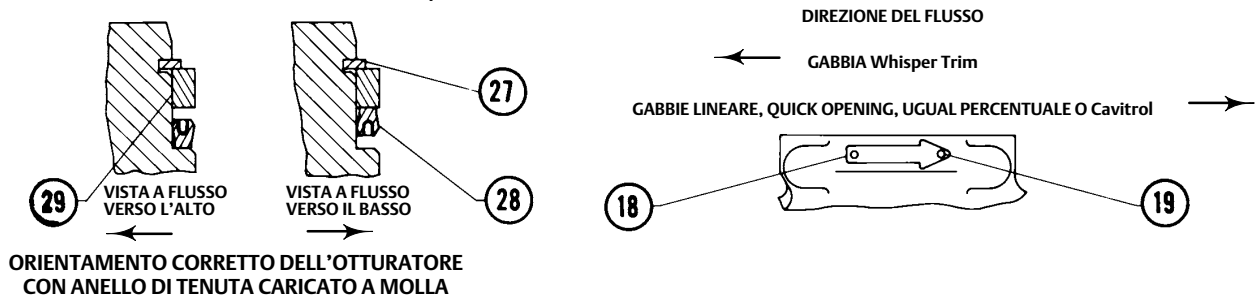 27
28
29
VISTA A FLUSSO
VERSO L'ALTO
VISTA A FLUSSO
VERSO IL BASSO
ORIENTAMENTO CORRETTO DELL'OTTURATORE
CON ANELLO DI TENUTA CARICATO A MOLLA
DIREZIONE DEL FLUSSO
GABBIA Whisper Trim
GABBIE LINEARE, QUICK OPENING, UGUAL PERCENTUALE O Cavitrol
18
19